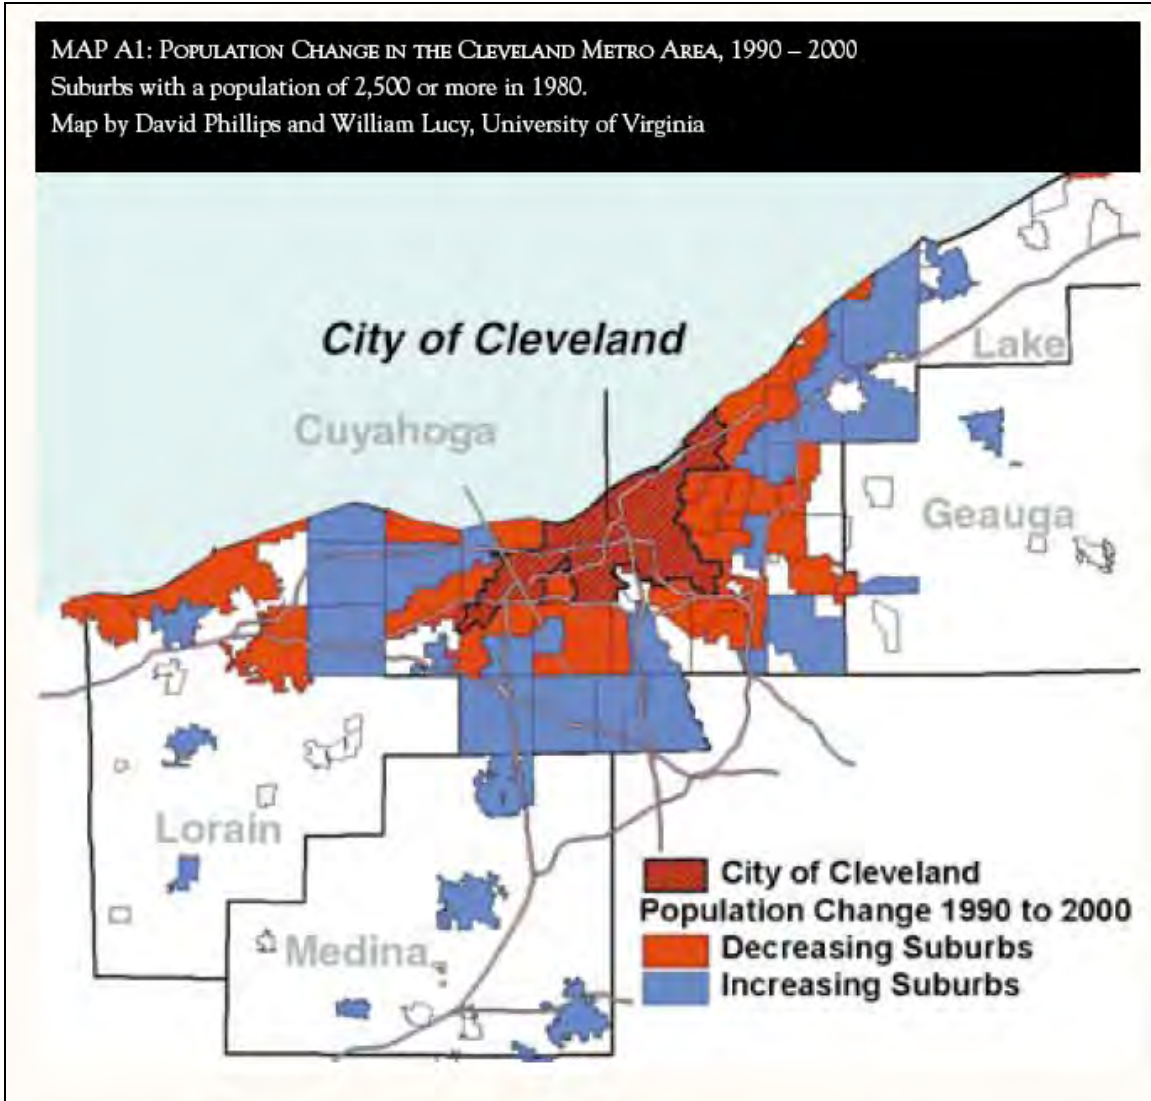 MAP A1: POPULATION CHANGE IN THE CLEVELAND METRO AREA, 1990 – 2000
Suburbs with a population of 2,500 or more in 1980.
Map by David Phillips and William Lucy, University of Virginia
City of Cleveland
Lake
Cuyahoga
Geauga
Lorain
Medina
City of Cleveland
Population Change 1990 to 2000
Decreasing Suburbs
Increasing Suburbs